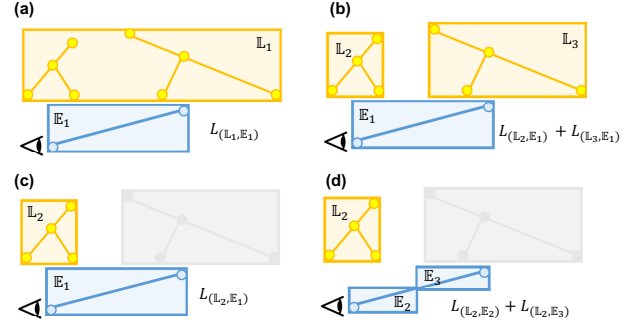 (a)
𝕃₁
𝔼₁
L₍𝕃₁,𝔼₁₎
(b)
𝕃₂
𝕃₃
𝔼₁
L₍𝕃₂,𝔼₁₎ + L₍𝕃₃,𝔼₁₎
(c)
𝕃₂
𝔼₁
L₍𝕃₂,𝔼₁₎
(d)
𝕃₂
𝔼₃
𝔼₂
L₍𝕃₂,𝔼₂₎ + L₍𝕃₂,𝔼₃₎